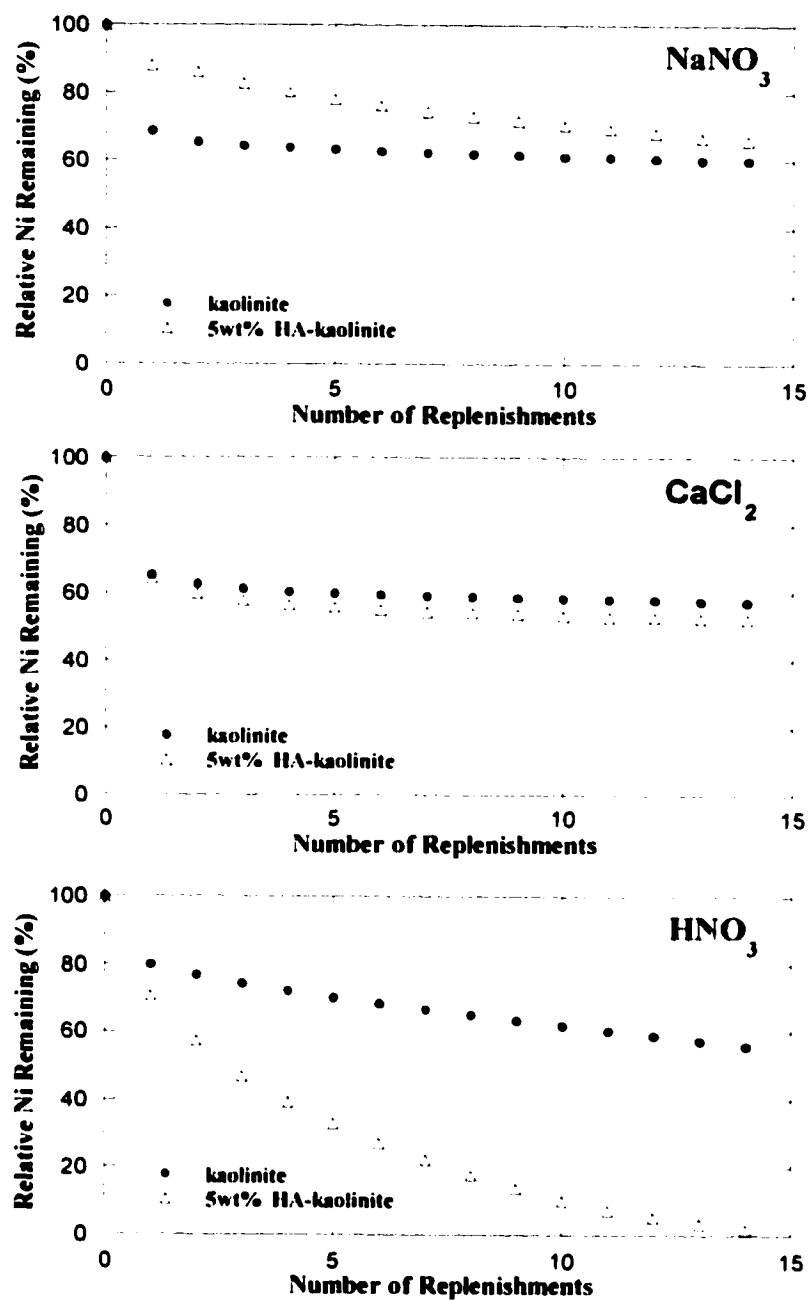 NaNO3
Relative Ni Remaining (%)
100
80
60
40
20
0
kaolinite
5wt% HA-kaolinite
0 5 10 15
Number of Replenishments
CaCl2
Relative Ni Remaining (%)
100
80
60
40
20
0
kaolinite
5wt% HA-kaolinite
0 5 10 15
Number of Replenishments
HNO3
Relative Ni Remaining (%)
100
80
60
40
20
0
kaolinite
5wt% HA-kaolinite
0 5 10 15
Number of Replenishments